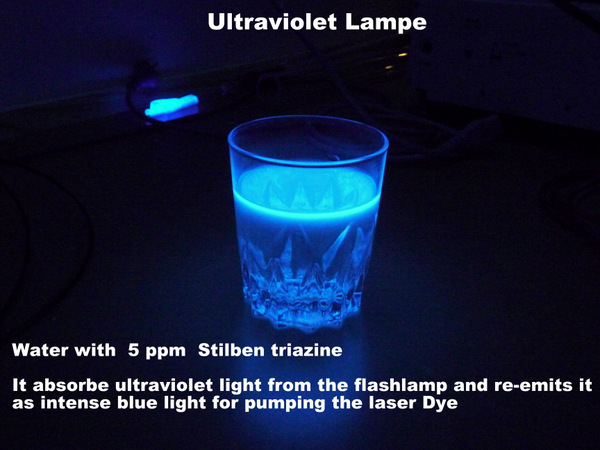 Ultraviolet Lampe
Water with 5 ppm Stilben triazine
It absorbe ultraviolet light from the flashlamp and re-emits it
as intense blue light for pumping the laser Dye